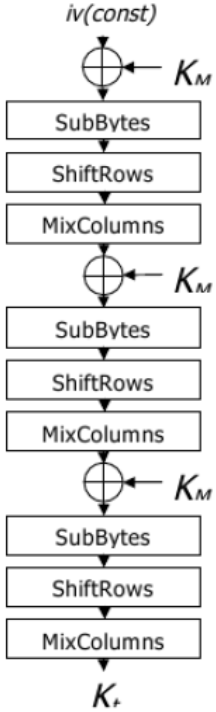 iv(const)
K_M
SubBytes
ShiftRows
MixColumns
K_M
SubBytes
ShiftRows
MixColumns
K_M
SubBytes
ShiftRows
MixColumns
K_t